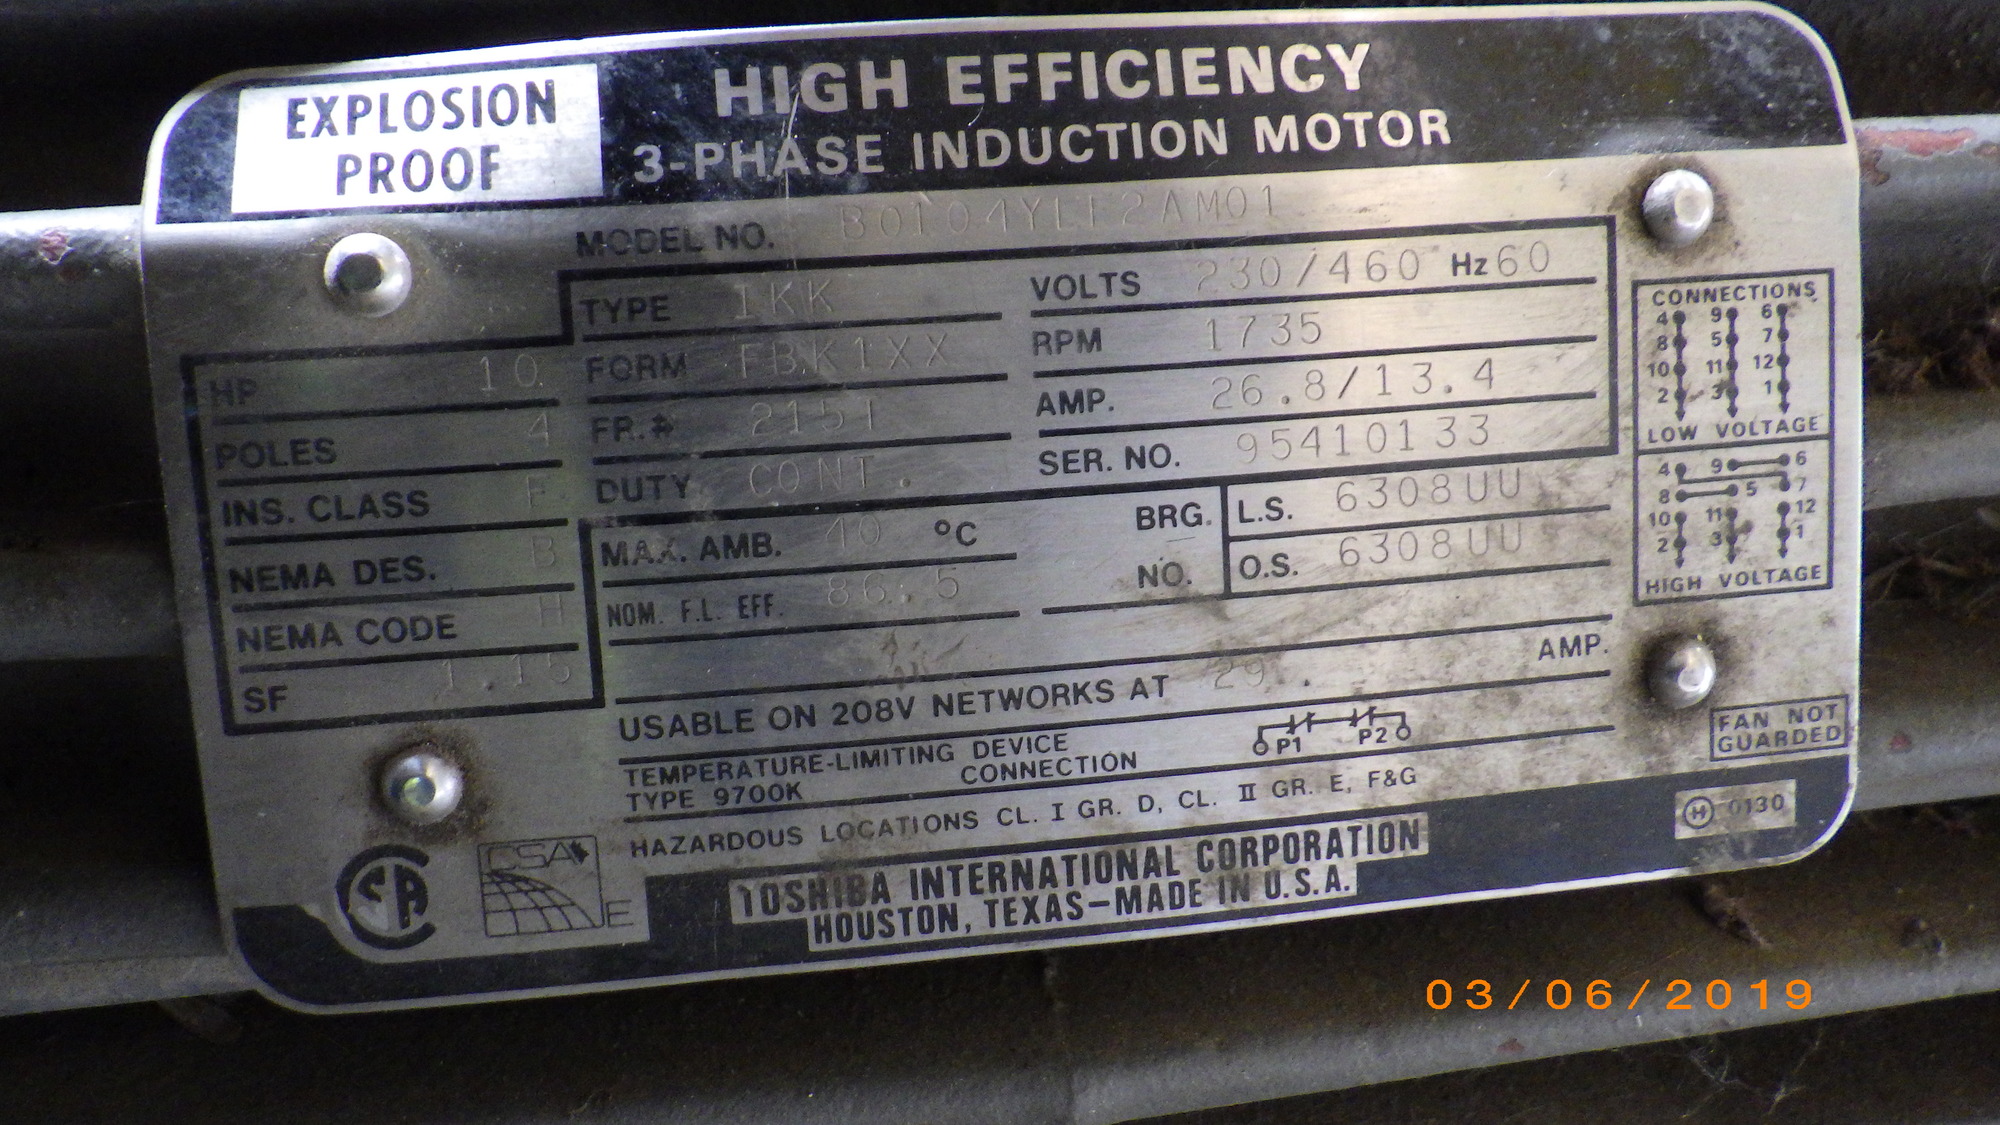 EXPLOSION PROOF
HIGH EFFICIENCY
3-PHASE INDUCTION MOTOR
MODEL NO. B0104YLF2AM01
TYPE 1KK
VOLTS 230/460 Hz 60
HP 10
FORM FBK1XX
RPM 1735
POLES 4
FR.# 215T
AMP. 26.8/13.4
INS. CLASS F
DUTY CONT.
SER. NO. 95410133
NEMA DES. B
MAX. AMB. 40 °C
BRG. NO.
L.S. 6308UU
O.S. 6308UU
NEMA CODE H
NOM. F.L. EFF. 86.5
SF 1.15
USABLE ON 208V NETWORKS AT 29. AMP.
TEMPERATURE-LIMITING DEVICE
TYPE 9700K CONNECTION
P1 P2
HAZARDOUS LOCATIONS CL. I GR. D, CL. II GR. E, F&G
TOSHIBA INTERNATIONAL CORPORATION
HOUSTON, TEXAS-MADE IN U.S.A.
CONNECTIONS
4 9 6
8 5 7
10 11 12
2 3 1
LOW VOLTAGE
4 9 6
8 5 7
10 11 12
2 3 1
HIGH VOLTAGE
FAN NOT
GUARDED
H 0130
SA
CSA
E
03/06/2019